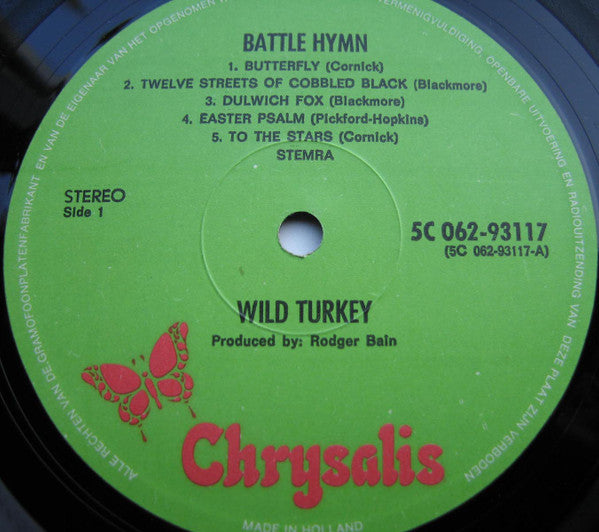 BATTLE HYMN
1. BUTTERFLY (Cornick)
2. TWELVE STREETS OF COBBLED BLACK (Blackmore)
3. DULWICH FOX (Blackmore)
4. EASTER PSALM (Pickford-Hopkins)
5. TO THE STARS (Cornick)
STEMRA
STEREO
Side 1
5C 062-93117
(5C 062-93117-A)
WILD TURKEY
Produced by: Rodger Bain
Chrysalis
MADE IN HOLLAND
ALLE RECHTEN VAN DE GRAMOFOONPLATENFABRIKANT EN VAN DE EIGENAAR VAN HET OPGENOMEN
VERMENIGVULDIGING, OPENBARE UITVOERING EN RADIOUITZENDING VAN DEZE PLAAT ZIJN VERBODEN